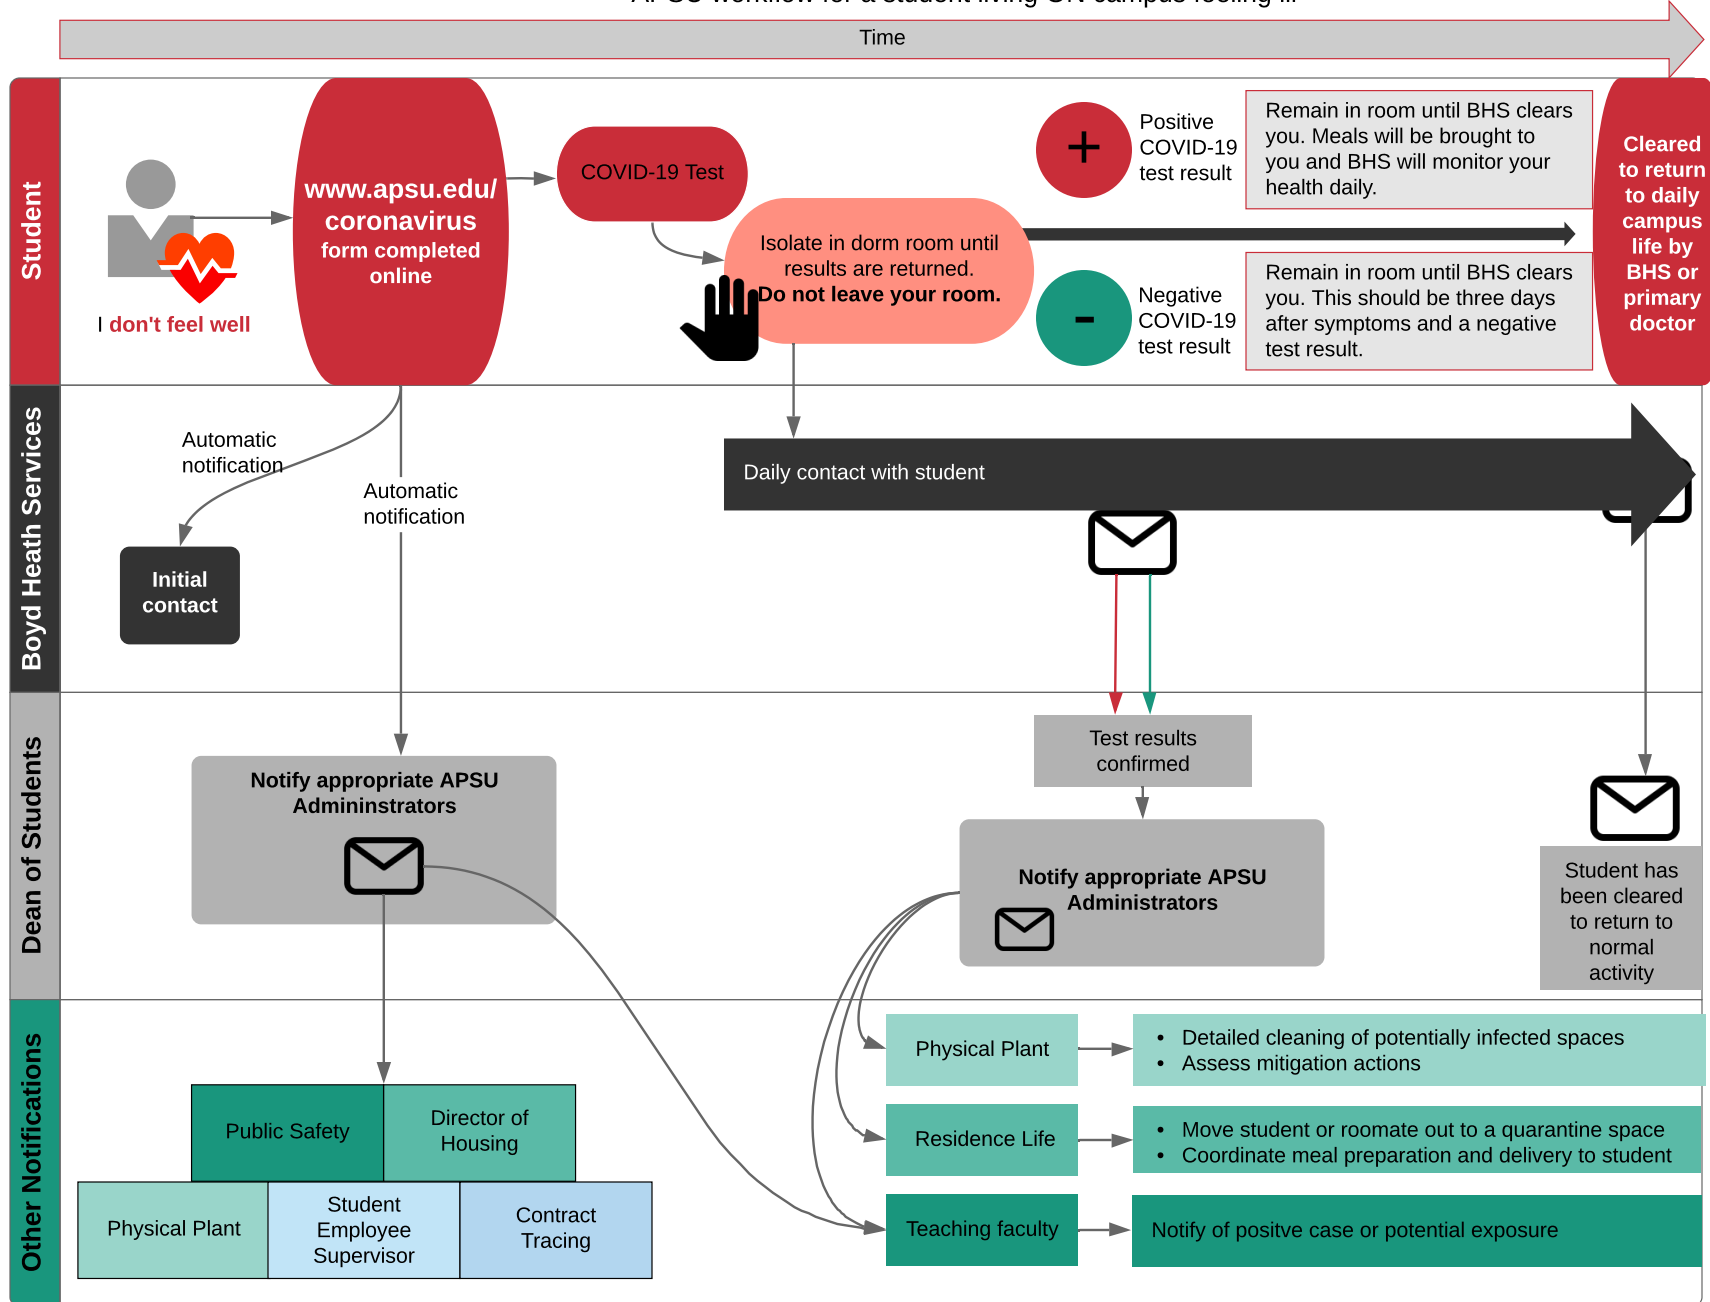 APSU workflow for a student living ON campus feeling ill
Time
Student
I don't feel well
www.apsu.edu/
coronavirus
form completed
online
COVID-19 Test
Isolate in dorm room until
results are returned.
Do not leave your room.
+
Positive
COVID-19
test result
Remain in room until BHS clears
you. Meals will be brought to
you and BHS will monitor your
health daily.
-
Negative
COVID-19
test result
Remain in room until BHS clears
you. This should be three days
after symptoms and a negative
test result.
Cleared
to return
to daily
campus
life by
BHS or
primary
doctor
Boyd Heath Services
Automatic
notification
Automatic
notification
Initial
contact
Daily contact with student
Dean of Students
Notify appropriate APSU
Admininstrators
Test results
confirmed
Notify appropriate APSU
Administrators
Student has
been cleared
to return to
normal
activity
Other Notifications
Public Safety
Director of
Housing
Physical Plant
Student
Employee
Supervisor
Contract
Tracing
Physical Plant
• Detailed cleaning of potentially infected spaces
• Assess mitigation actions
Residence Life
• Move student or roomate out to a quarantine space
• Coordinate meal preparation and delivery to student
Teaching faculty
Notify of positve case or potential exposure